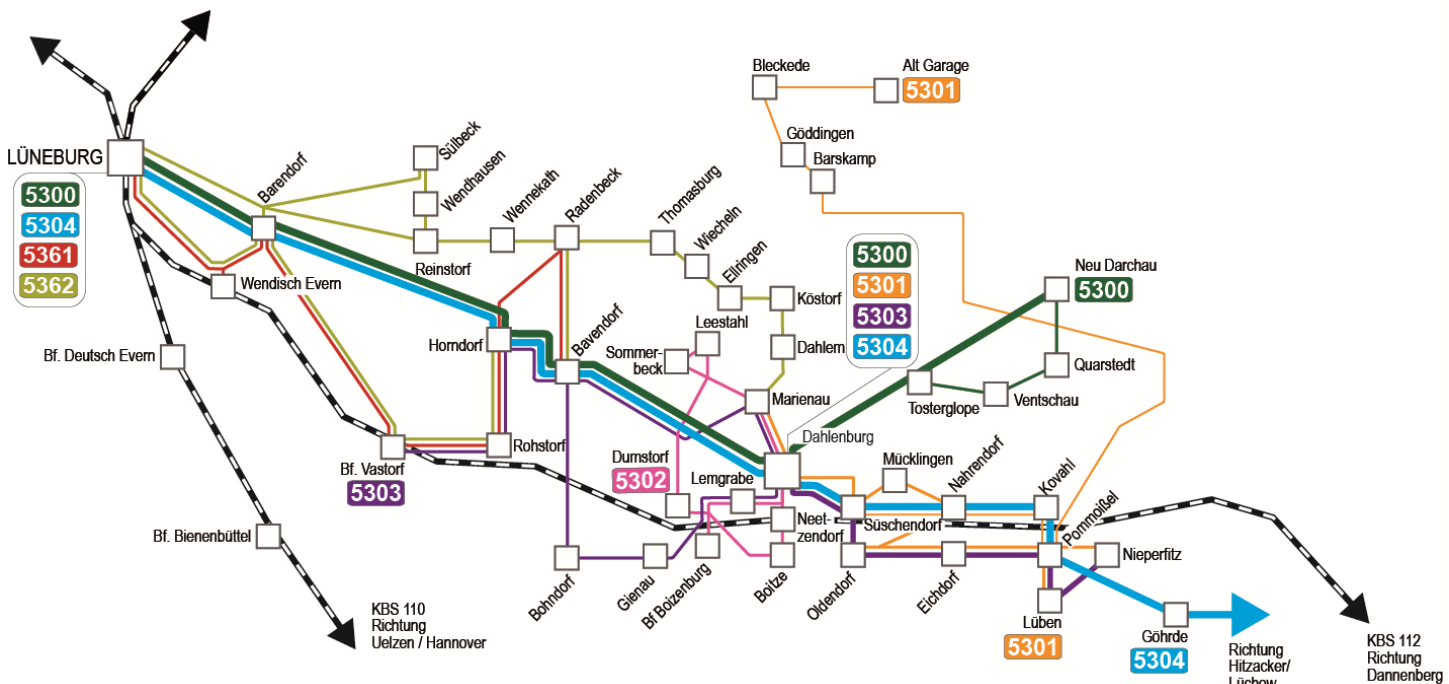 Bleckede
Alt Garage
5301
LÜNEBURG
5300
5304
5361
5362
Barendorf
Sülbeck
Wendhausen
Reinstorf
Wennekath
Radenbeck
Thomasburg
Wiecheln
Ellringen
Köstorf
Dahlem
Göddingen
Barskamp
5300
5301
5303
5304
Neu Darchau
5300
Quarstedt
Ventschau
Tosterglope
Wendisch Evern
Bf. Deutsch Evern
Horndorf
Bavendorf
Leestahl
Sommer-
beck
Marienau
Dahlenburg
Rohstorf
Bf. Vastorf
5303
Dumstorf
5302
Lemgrabe
Neet-
zendorf
Mücklingen
Nahrendorf
Kovahl
Süschendorf
Pommoißel
Nieperfitz
Bf. Bienenbüttel
Bohndorf
Gienau
Bf Boizenburg
Boitze
Oldendorf
Eichdorf
Lüben
5301
Göhrde
5304
KBS 110
Richtung
Uelzen / Hannover
Richtung
Hitzacker/
Lüchow
KBS 112
Richtung
Dannenberg